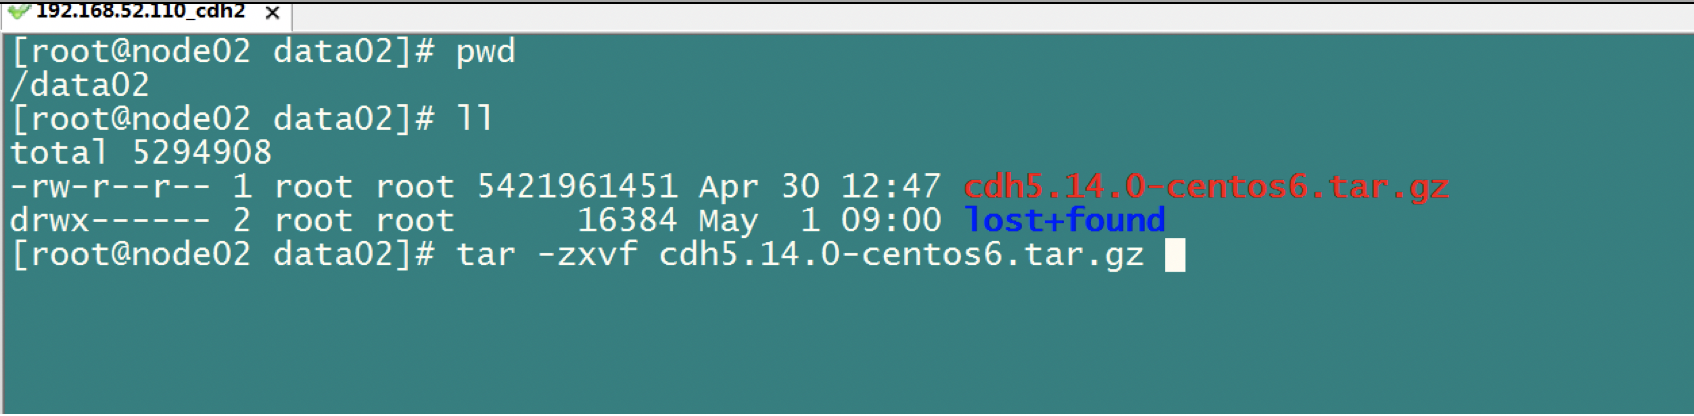 192.168.52.110_cdh2 ×
[root@node02 data02]# pwd
/data02
[root@node02 data02]# ll
total 5294908
-rw-r--r-- 1 root root 5421961451 Apr 30 12:47 cdh5.14.0-centos6.tar.gz
drwx------ 2 root root      16384 May  1 09:00 lost+found
[root@node02 data02]# tar -zxvf cdh5.14.0-centos6.tar.gz